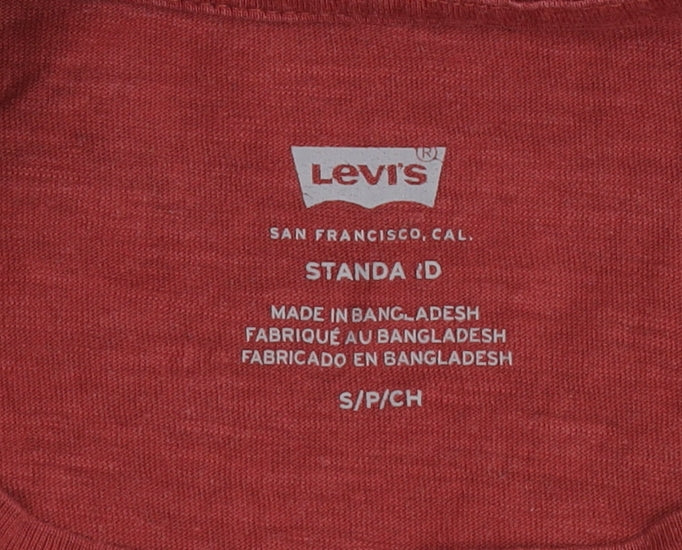 Levi's®
SAN FRANCISCO, CAL.
STANDARD
MADE IN BANGLADESH
FABRIQUÉ AU BANGLADESH
FABRICADO EN BANGLADESH
S/P/CH